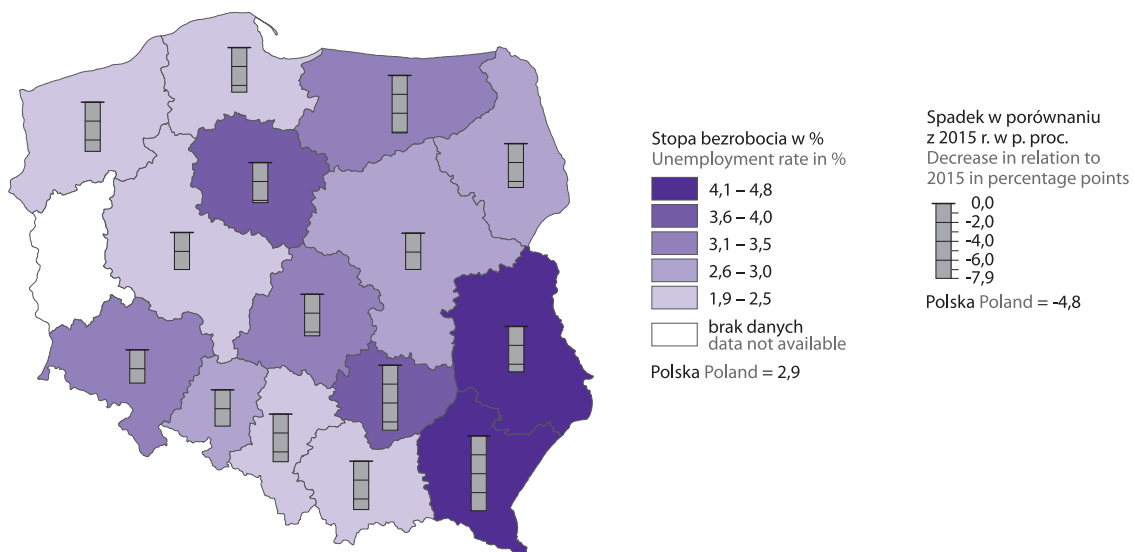 Stopa bezrobocia w %
Unemployment rate in %
4,1 – 4,8
3,6 – 4,0
3,1 – 3,5
2,6 – 3,0
1,9 – 2,5
brak danych
data not available
Polska Poland = 2,9
Spadek w porównaniu
z 2015 r. w p. proc.
Decrease in relation to
2015 in percentage points
0,0
-2,0
-4,0
-6,0
-7,9
Polska Poland = -4,8